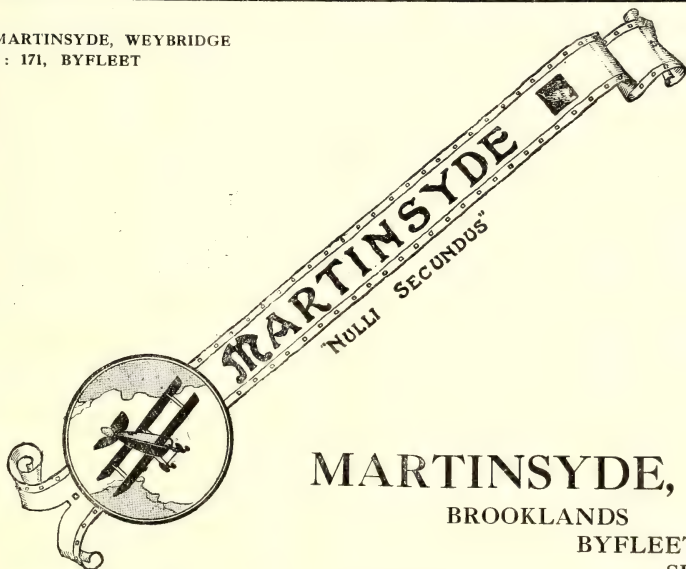 MARTINSYDE, WEYBRIDGE
: 171, BYFLEET
MARTINSYDE
"NULLI SECUNDUS"
MARTINSYDE,
BROOKLANDS
BYFLEET